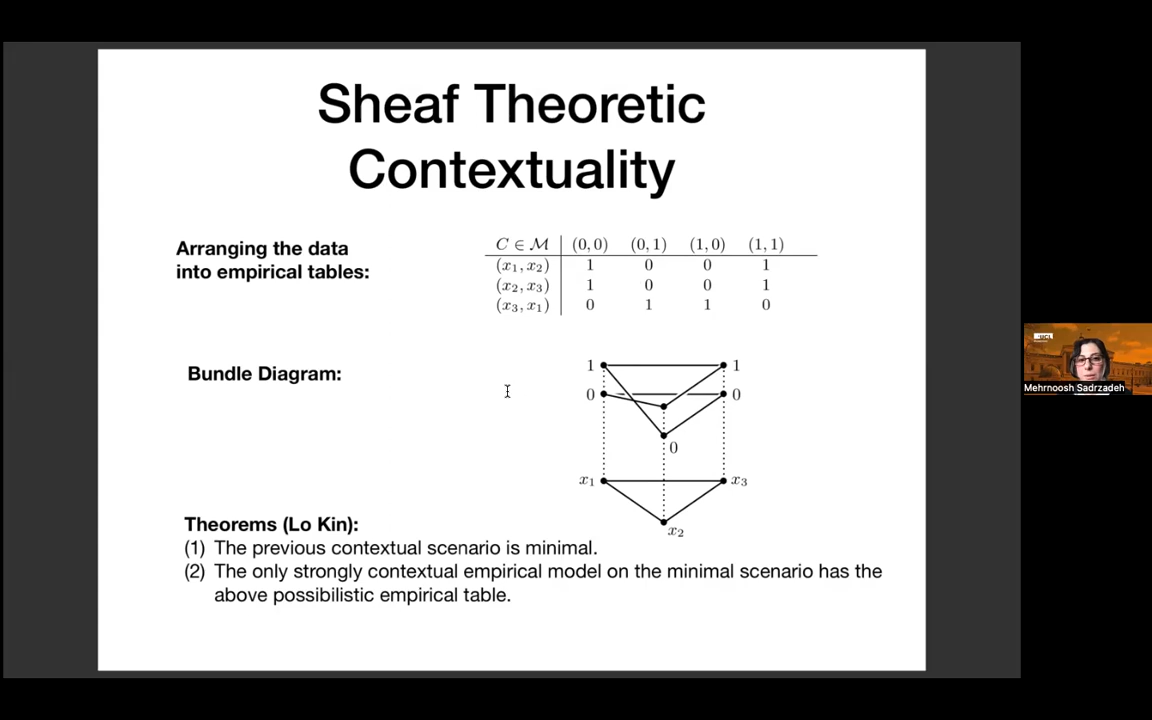 Sheaf Theoretic
Contextuality
Arranging the data
into empirical tables:
C ∈ M | (0, 0) (0, 1) (1, 0) (1, 1)
(x₁, x₂) | 1 0 0 1
(x₂, x₃) | 1 0 0 1
(x₃, x₁) | 0 1 1 0
Bundle Diagram:
1 1
0 0
0
x₁ x₃
x₂
Theorems (Lo Kin):
(1) The previous contextual scenario is minimal.
(2) The only strongly contextual empirical model on the minimal scenario has the
above possibilistic empirical table.
UCL
Mehrnoosh Sadrzadeh